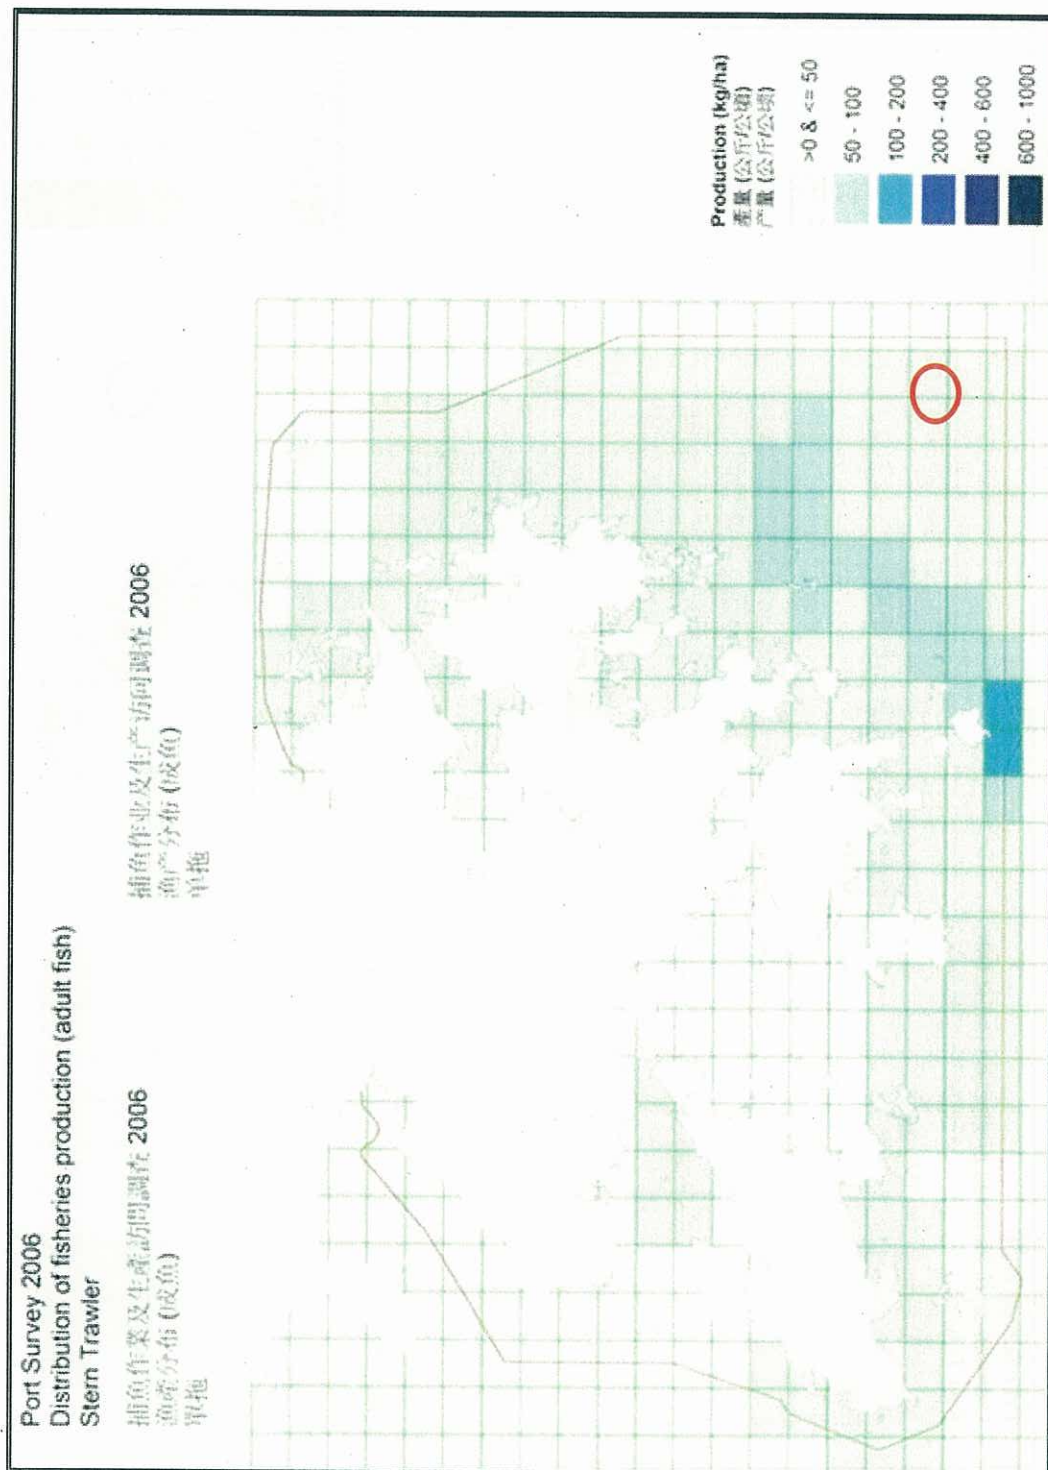 Port Survey 2006
Distribution of fisheries production (adult fish)
Stern Trawler
捕魚作業及生產訪問調查 2006
漁產分布 (成魚)
單拖
捕鱼作业及生产访问调查 2006
渔产分布 (成鱼)
单拖
Production (kg/ha)
產量 (公斤/公頃)
产量 (公斤/公顷)
>0 & <= 50
50 - 100
100 - 200
200 - 400
400 - 600
600 - 1000